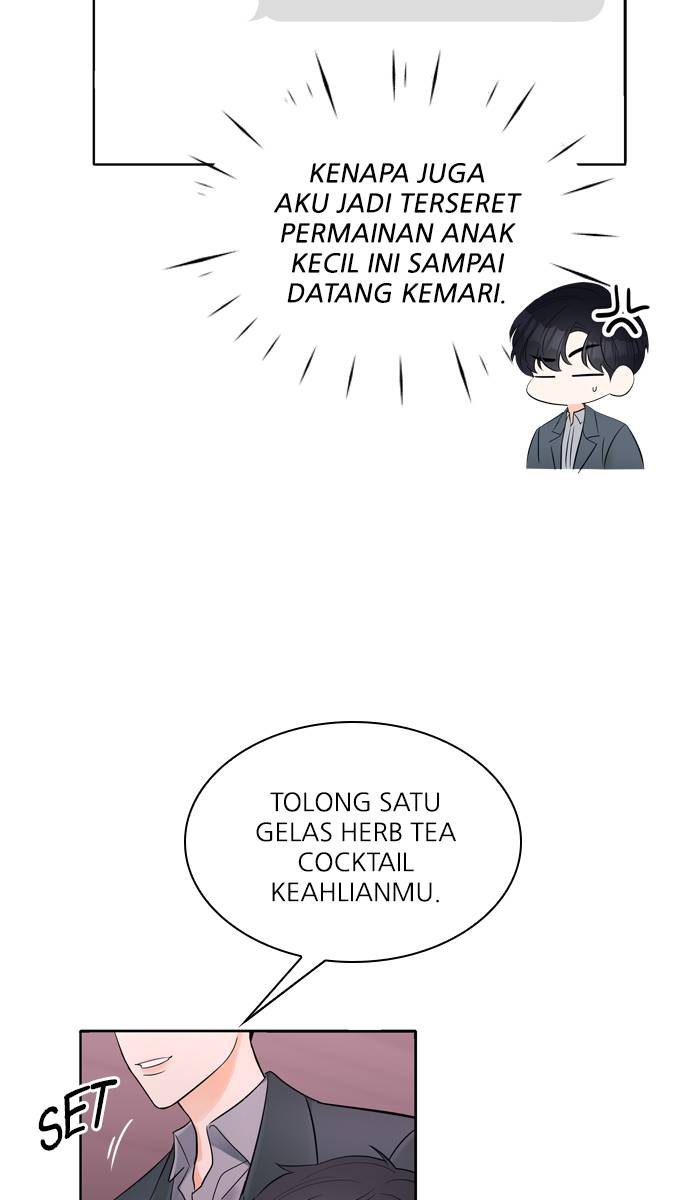 KENAPA JUGA
AKU JADI TERSERET
PERMAINAN ANAK
KECIL INI SAMPAI
DATANG KEMARI.
TOLONG SATU
GELAS HERB TEA
COCKTAIL
KEAHLIANMU.
SET